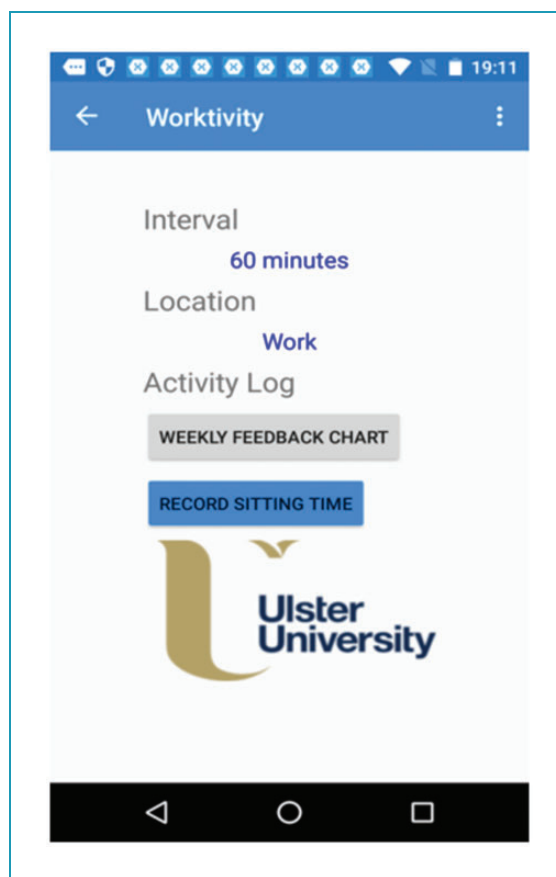 19:11
Worktivity
Interval
60 minutes
Location
Work
Activity Log
WEEKLY FEEDBACK CHART
RECORD SITTING TIME
Ulster
University